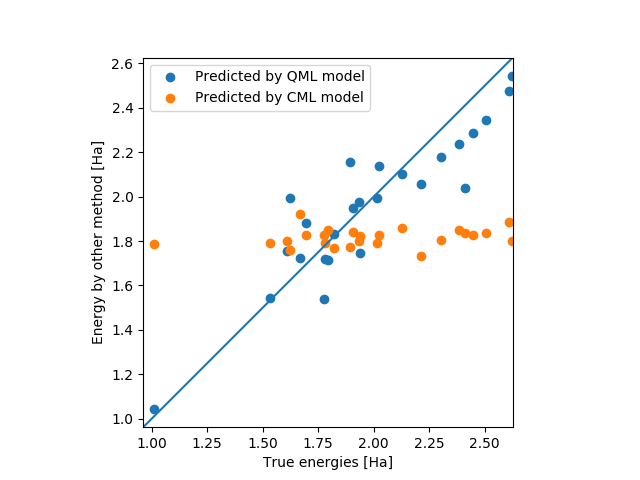 Predicted by QML model
Predicted by CML model
Energy by other method [Ha]
2.6
2.4
2.2
2.0
1.8
1.6
1.4
1.2
1.0
1.00 1.25 1.50 1.75 2.00 2.25 2.50
True energies [Ha]